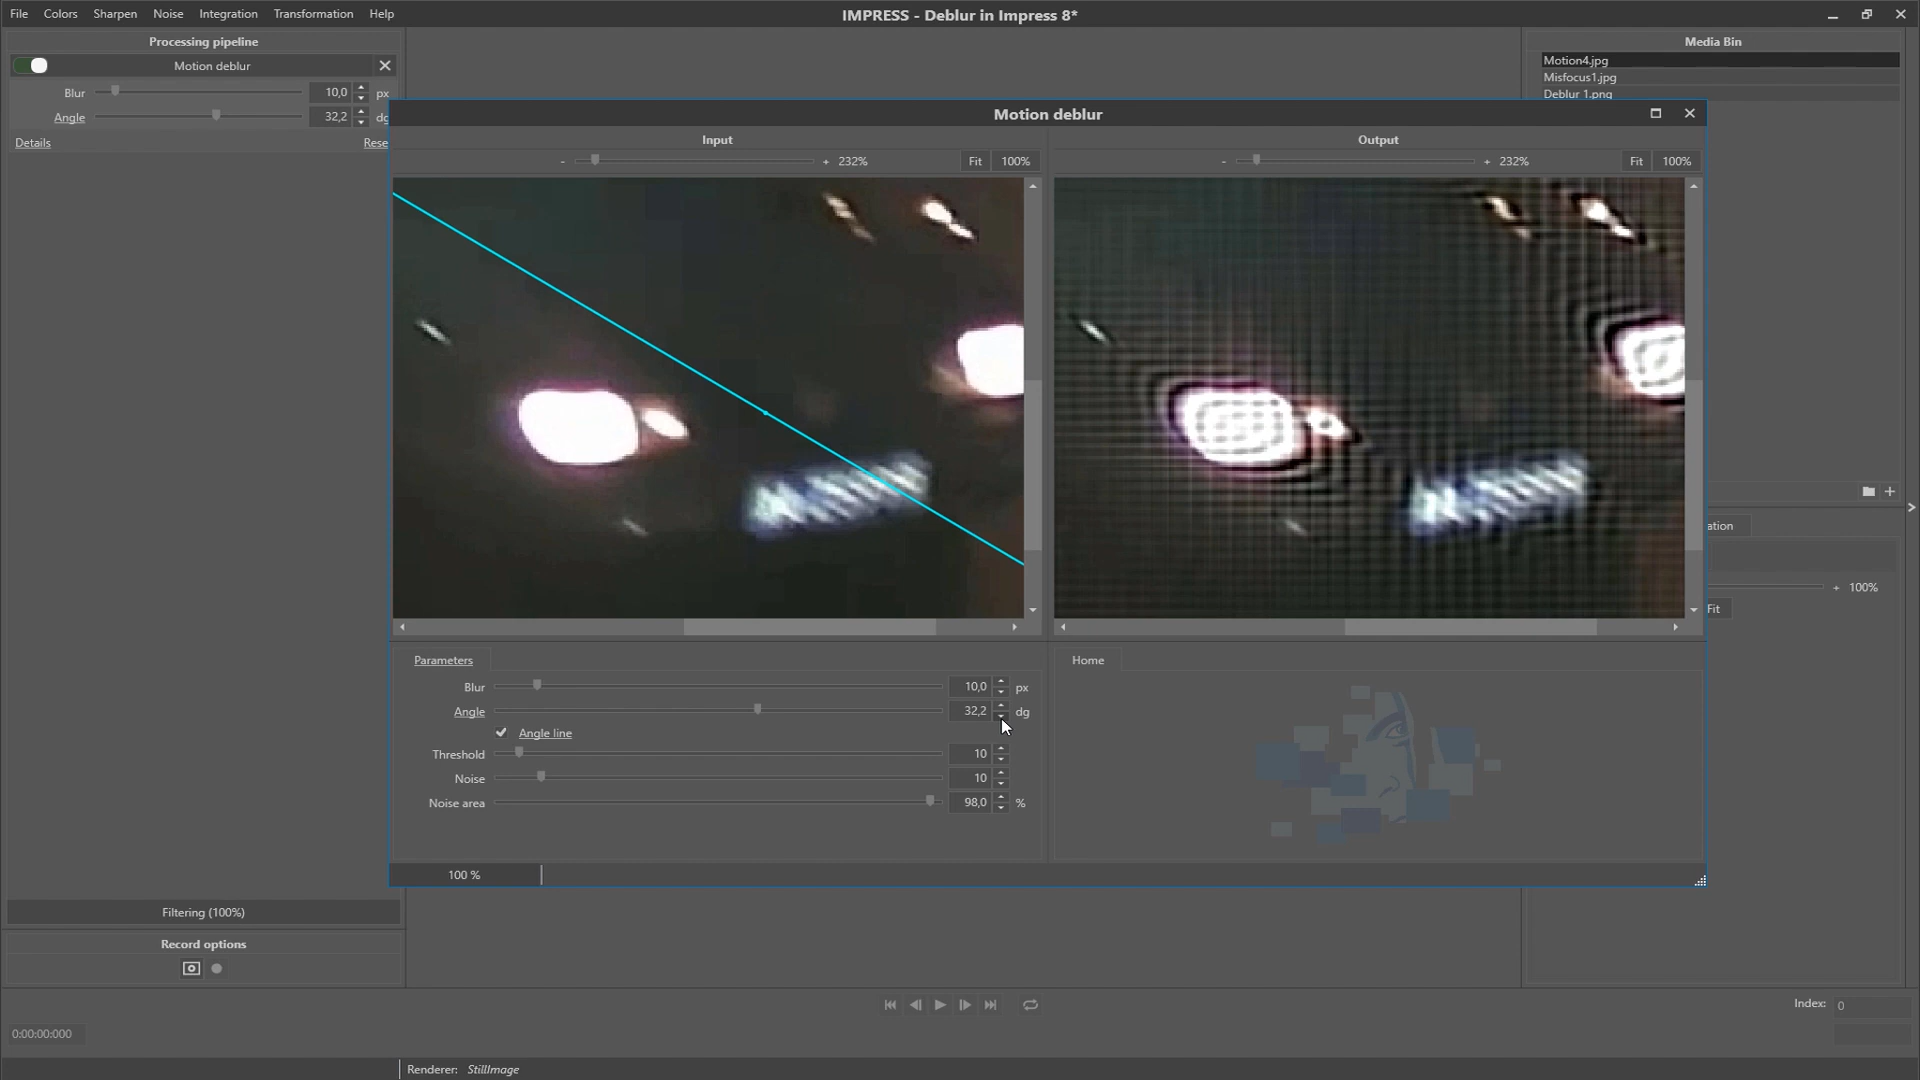 File Colors Sharpen Noise Integration Transformation Help
IMPRESS - Deblur in Impress 8*
Processing pipeline
Motion deblur
Blur 10,0 px
Angle 32,2
Details
Media Bin
Motion4.jpg
Misfocus1.jpg
Deblur 1.png
Motion deblur
Input
- + 232% Fit 100%
Output
- + 232% Fit 100%
Parameters
Blur 10,0 px
Angle 32,2 dg
Angle line
Threshold 10
Noise 10
Noise area 98,0 %
Home
100 %
+ 100%
Fit
Filtering (100%)
Record options
Index: 0
0:00:00:000
Renderer: StillImage